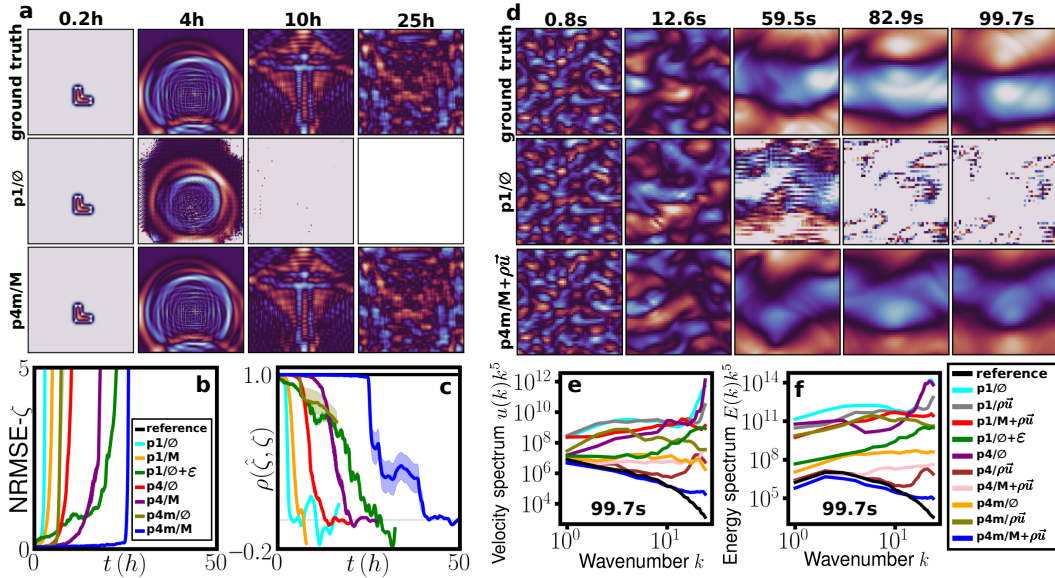 a
0.2h 4h 10h 25h
ground truth
p1/∅
p4m/M
d
0.8s 12.6s 59.5s 82.9s 99.7s
ground truth
p1/∅
p4m/M+ρu⃗
b
NRMSE-ζ
5
0
0 t (h) 50
reference
p1/∅
p1/M
p1/∅+ε
p4/∅
p4/M
p4m/∅
p4m/M
c
ρ(ζ̂, ζ)
1.0
−0.2
0 t (h) 50
e
Velocity spectrum u(k)k⁵
10¹²
10¹⁰
10⁸
10⁶
10⁴
99.7s
10⁰ 10¹
Wavenumber k
f
Energy spectrum E(k)k⁵
10¹⁴
10¹¹
10⁸
10⁵
99.7s
10⁰ 10¹
Wavenumber k
reference
p1/∅
p1/ρu⃗
p1/M+ρu⃗
p1/∅+ε
p4/∅
p4/ρu⃗
p4/M+ρu⃗
p4m/∅
p4m/ρu⃗
p4m/M+ρu⃗